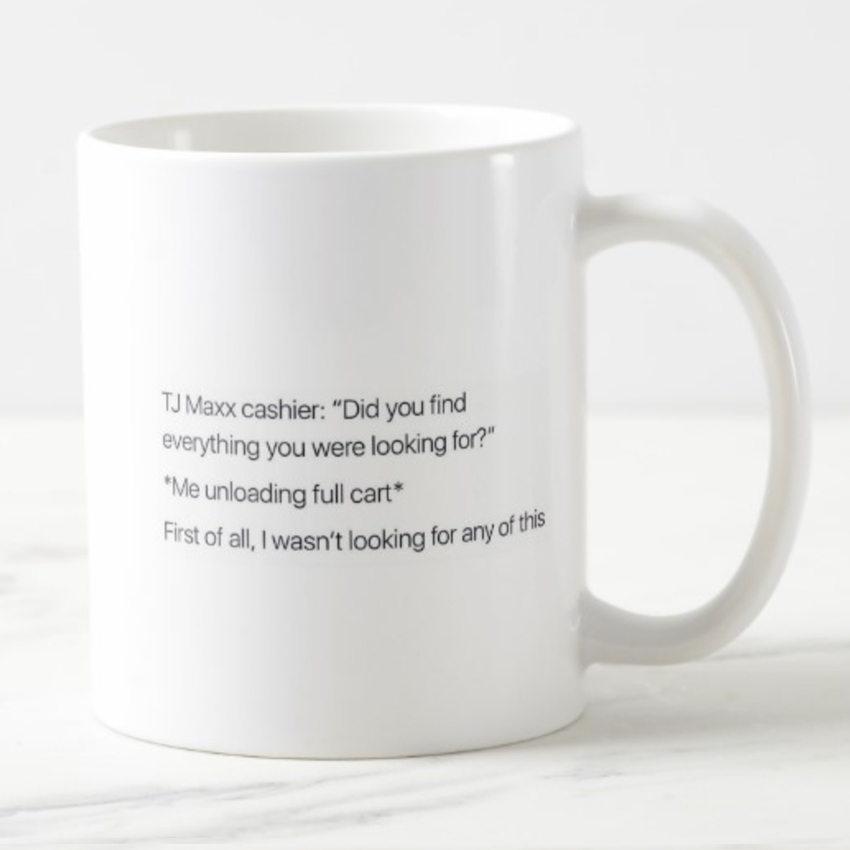 TJ Maxx cashier: “Did you find
everything you were looking for?”
*Me unloading full cart*
First of all, I wasn’t looking for any of this